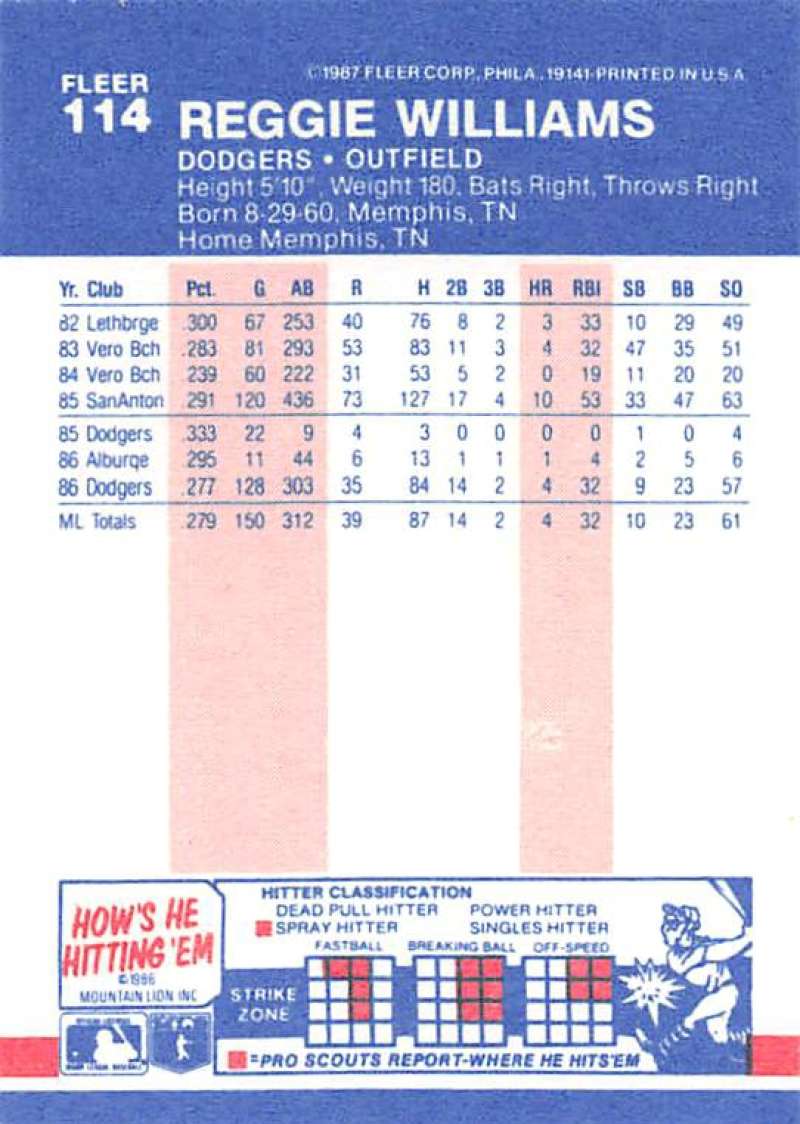 ©1987 FLEER CORP., PHILA., 19141-PRINTED IN U.S.A.
FLEER
114 REGGIE WILLIAMS
DODGERS • OUTFIELD
Height 5'10", Weight 180, Bats Right, Throws Right
Born 8-29-60, Memphis, TN
Home Memphis, TN
Yr. Club Pct. G AB R H 2B 3B HR RBI SB BB SO
82 Lethbrge .300 67 253 40 76 8 2 3 33 10 29 49
83 Vero Bch .283 81 293 53 83 11 3 4 32 47 35 51
84 Vero Bch .239 60 222 31 53 5 2 0 19 11 20 20
85 SanAnton .291 120 436 73 127 17 4 10 53 33 47 63
85 Dodgers .333 22 9 4 3 0 0 0 0 1 0 4
86 Alburqe .295 11 44 6 13 1 1 1 4 2 5 6
86 Dodgers .277 128 303 35 84 14 2 4 32 9 23 57
ML Totals .279 150 312 39 87 14 2 4 32 10 23 61
HOW'S HE
HITTING 'EM
©1986
MOUNTAIN LION INC
HITTER CLASSIFICATION
DEAD PULL HITTER POWER HITTER
SPRAY HITTER SINGLES HITTER
FASTBALL BREAKING BALL OFF-SPEED
STRIKE
ZONE
=PRO SCOUTS REPORT-WHERE HE HITS 'EM